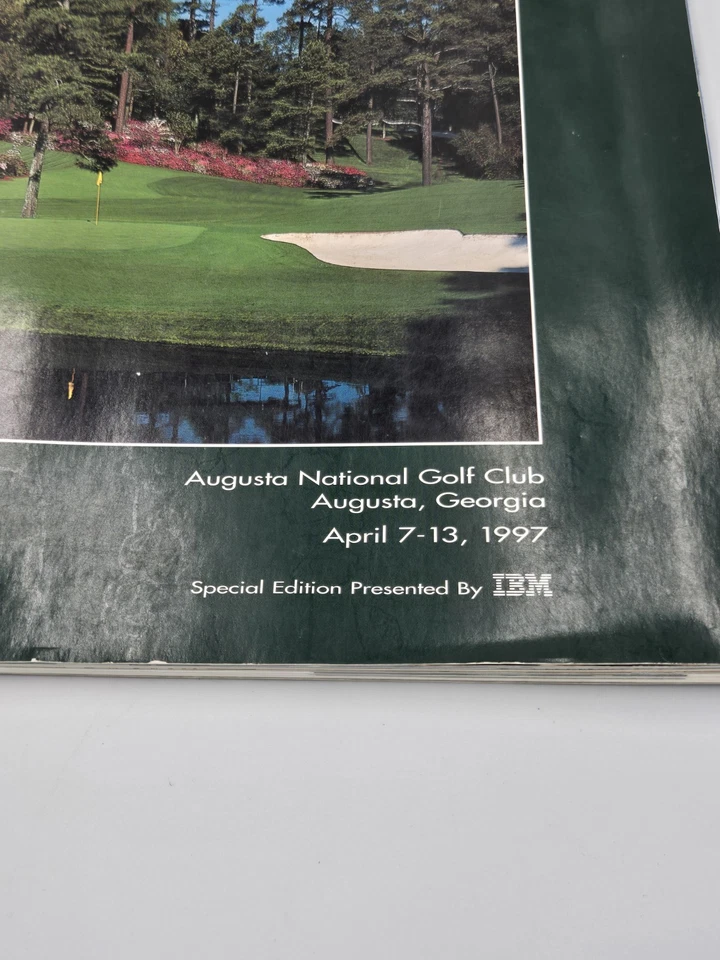 Augusta National Golf Club
Augusta, Georgia
April 7-13, 1997
Special Edition Presented By IBM